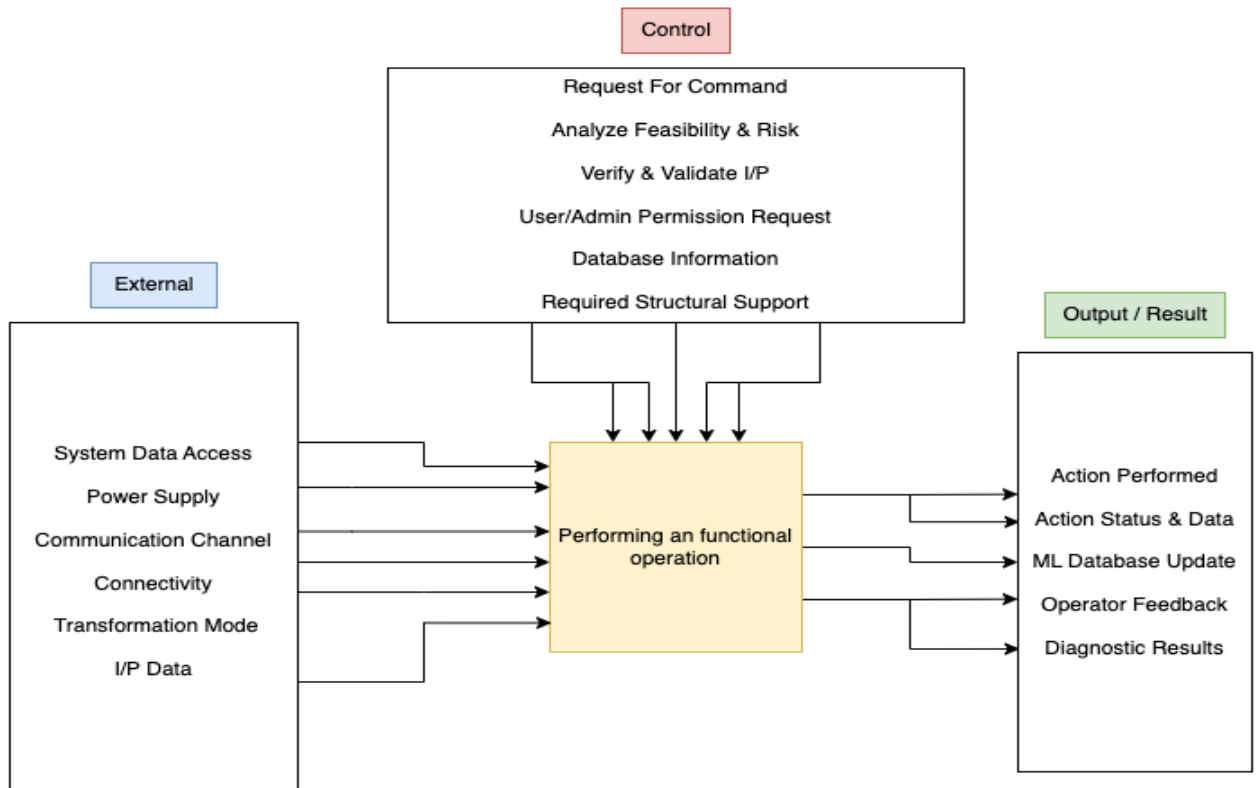 Control
Request For Command
Analyze Feasibility & Risk
Verify & Validate I/P
User/Admin Permission Request
Database Information
Required Structural Support
External
System Data Access
Power Supply
Communication Channel
Connectivity
Transformation Mode
I/P Data
Performing an functional
operation
Output / Result
Action Performed
Action Status & Data
ML Database Update
Operator Feedback
Diagnostic Results